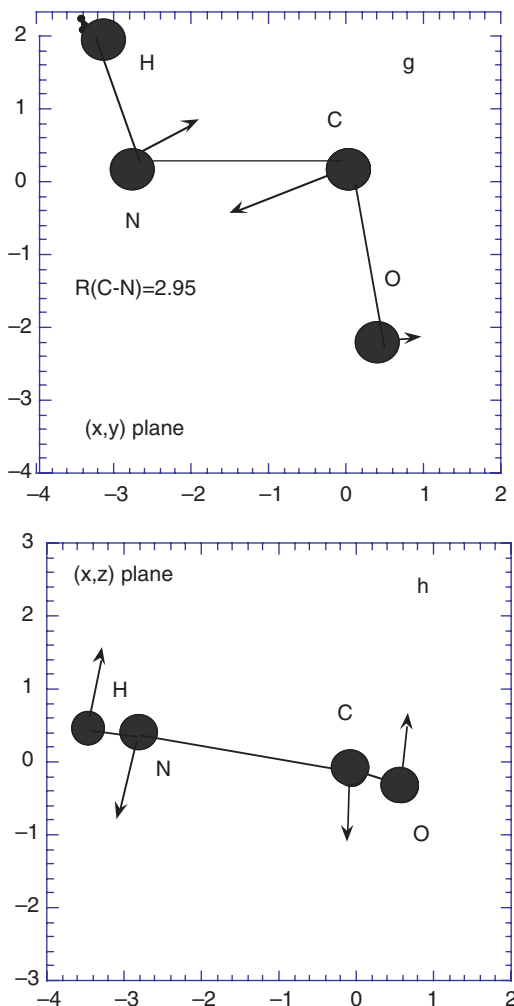 2
H
g
1
C
0
N
−1
R(C-N)=2.95
O
−2
−3
(x,y) plane
−4
−4 −3 −2 −1 0 1 2
3
(x,z) plane
h
2
1
H
C
0
N
−1
O
−2
−3
−4 −3 −2 −1 0 1 2